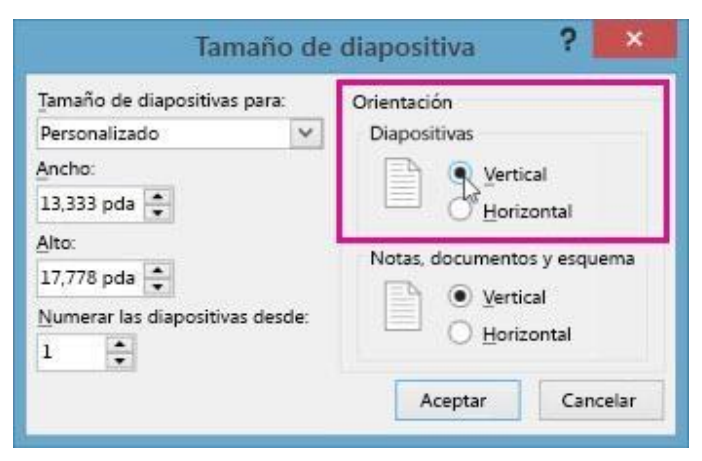 Tamaño de diapositiva
?
Tamaño de diapositivas para:
Personalizado
Ancho:
13,333 pda
Alto:
17,778 pda
Numerar las diapositivas desde:
1
Orientación
Diapositivas
Vertical
Horizontal
Notas, documentos y esquema
Vertical
Horizontal
Aceptar
Cancelar